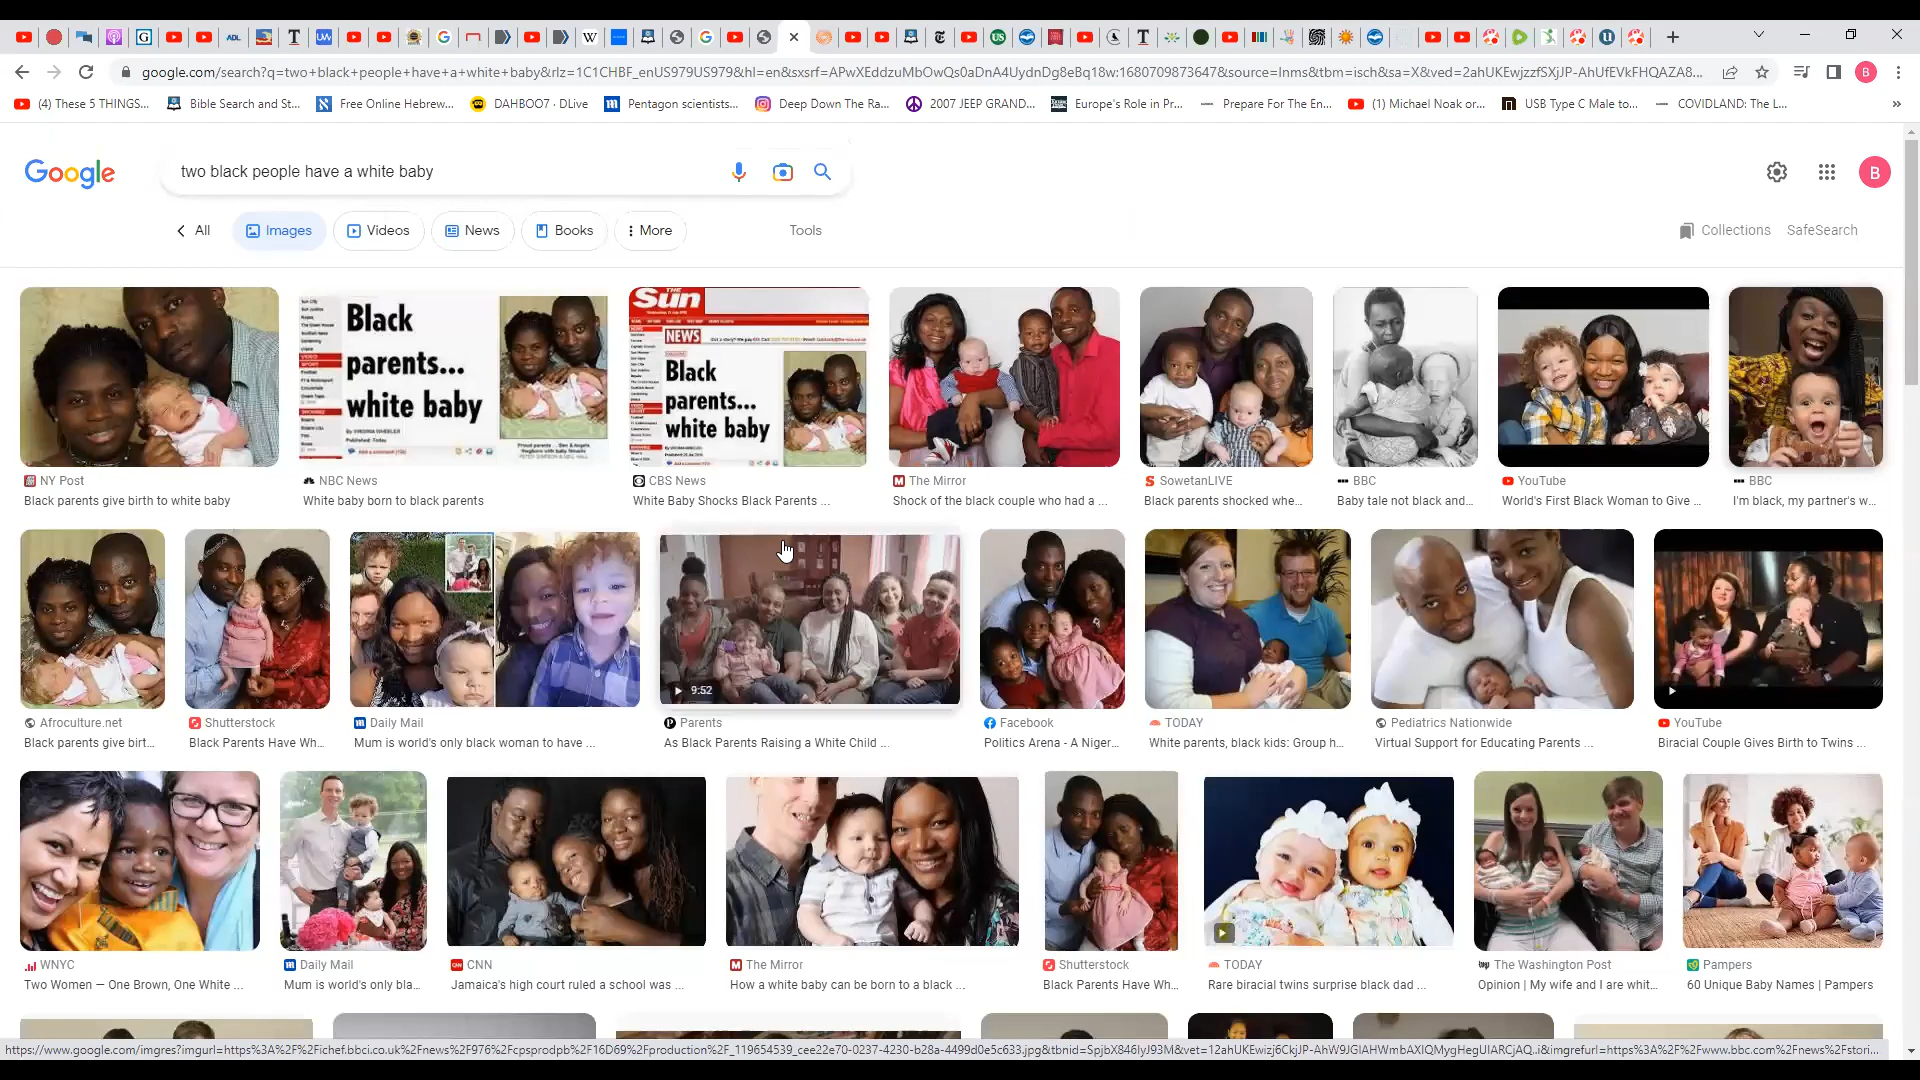 google.com/search?q=two+black+people+have+a+white+baby&rlz=1C1CHBF_enUS979US979&hl=en&sxsrf=APwXEddzuMbOwQs0aDnA4UydnDg8eBq18w:1680709873647&source=lnms&tbm=isch&sa=X&ved=2ahUKEwjzzfSXjJP-AhUfEVkFHQAZA8...
(4) These 5 THINGS... Bible Search and St... Free Online Hebrew... DAHBOO7 · DLive Pentagon scientists... Deep Down The Ra... 2007 JEEP GRAND... Europe's Role in Pr... Prepare For The En... (1) Michael Noak or... USB Type C Male to... COVIDLAND: The L... »
Google two black people have a white baby B
All Images Videos News Books More Tools Collections SafeSearch
Black
parents...
white baby
The Sun
NEWS
Black
parents...
white baby
NY Post NBC News CBS News The Mirror SowetanLIVE BBC YouTube BBC
Black parents give birth to white baby White baby born to black parents White Baby Shocks Black Parents ... Shock of the black couple who had a ... Black parents shocked whe... Baby tale not black and... World's First Black Woman to Give ... I'm black, my partner's w...
9:52
Afroculture.net Shutterstock Daily Mail Parents Facebook TODAY Pediatrics Nationwide YouTube
Black parents give birt... Black Parents Have Wh... Mum is world's only black woman to have ... As Black Parents Raising a White Child ... Politics Arena - A Niger... White parents, black kids: Group h... Virtual Support for Educating Parents ... Biracial Couple Gives Birth to Twins ...
WNYC Daily Mail CNN The Mirror Shutterstock TODAY The Washington Post Pampers
Two Women — One Brown, One White ... Mum is world's only bla... Jamaica's high court ruled a school was ... How a white baby can be born to a black ... Black Parents Have Wh... Rare biracial twins surprise black dad ... Opinion | My wife and I are whit... 60 Unique Baby Names | Pampers